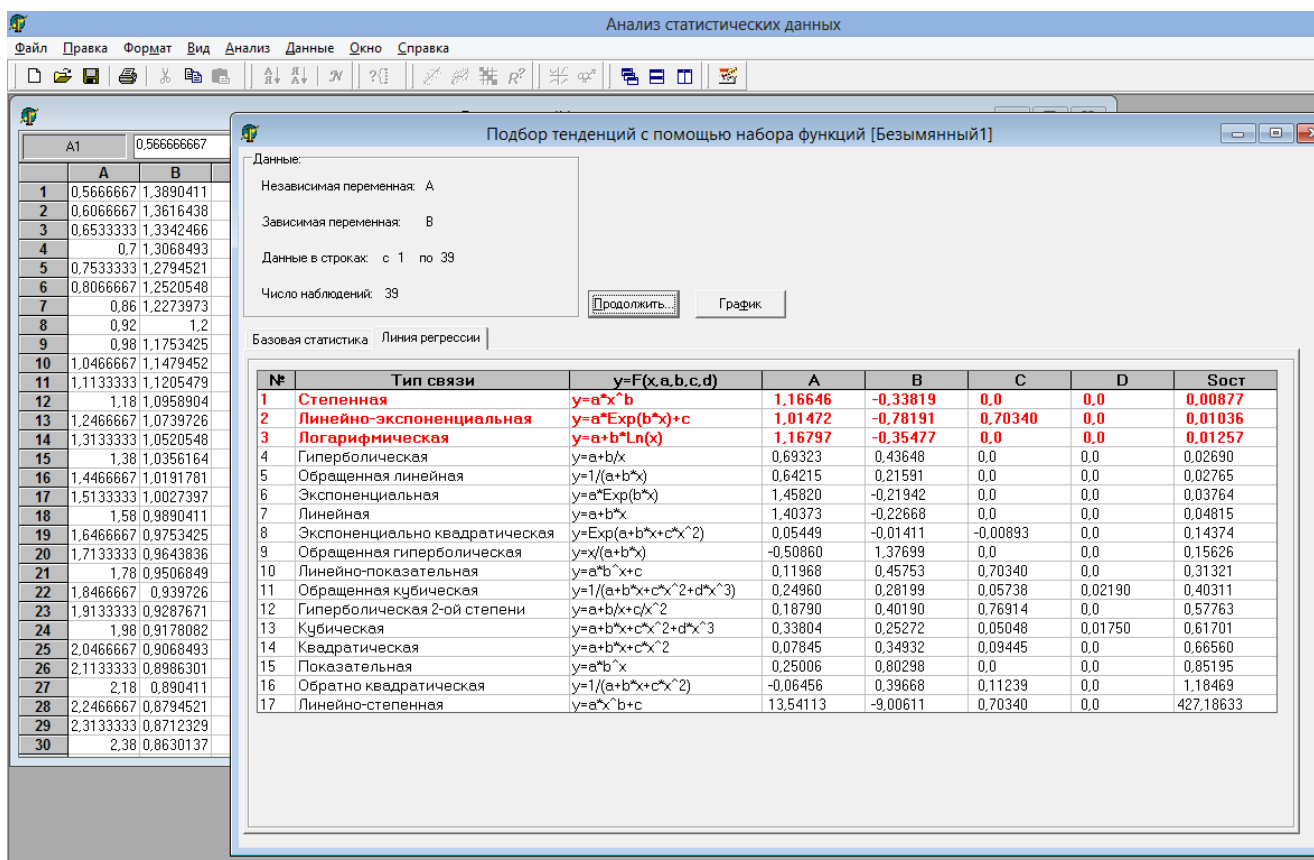 Анализ статистических данных
Файл Правка Формат Вид Анализ Данные Окно Справка
A1 0,566666667
Подбор тенденций с помощью набора функций [Безымянный1]
Данные:
Независимая переменная: A
Зависимая переменная: B
Данные в строках: с 1 по 39
Число наблюдений: 39
Продолжить... График
Базовая статистика Линия регрессии
A B
1 0,5666667 1,3890411
2 0,6066667 1,3616438
3 0,6533333 1,3342466
4 0,7 1,3068493
5 0,7533333 1,2794521
6 0,8066667 1,2520548
7 0,86 1,2273973
8 0,92 1,2
9 0,98 1,1753425
10 1,0466667 1,1479452
11 1,1133333 1,1205479
12 1,18 1,0958904
13 1,2466667 1,0739726
14 1,3133333 1,0520548
15 1,38 1,0356164
16 1,4466667 1,0191781
17 1,5133333 1,0027397
18 1,58 0,9890411
19 1,6466667 0,9753425
20 1,7133333 0,9643836
21 1,78 0,9506849
22 1,8466667 0,939726
23 1,9133333 0,9287671
24 1,98 0,9178082
25 2,0466667 0,9068493
26 2,1133333 0,8986301
27 2,18 0,890411
28 2,2466667 0,8794521
29 2,3133333 0,8712329
30 2,38 0,8630137
№ Тип связи y=F(x,a,b,c,d) A B C D Sост
1 Степенная y=a*x^b 1,16646 -0,33819 0,0 0,0 0,00877
2 Линейно-экспоненциальная y=a*Exp(b*x)+c 1,01472 -0,78191 0,70340 0,0 0,01036
3 Логарифмическая y=a+b*Ln(x) 1,16797 -0,35477 0,0 0,0 0,01257
4 Гиперболическая y=a+b/x 0,69323 0,43648 0,0 0,0 0,02690
5 Обращенная линейная y=1/(a+b*x) 0,64215 0,21591 0,0 0,0 0,02765
6 Экспоненциальная y=a*Exp(b*x) 1,45820 -0,21942 0,0 0,0 0,03764
7 Линейная y=a+b*x 1,40373 -0,22668 0,0 0,0 0,04815
8 Экспоненциально квадратическая y=Exp(a+b*x+c*x^2) 0,05449 -0,01411 -0,00893 0,0 0,14374
9 Обращенная гиперболическая y=x/(a+b*x) -0,50860 1,37699 0,0 0,0 0,15626
10 Линейно-показательная y=a*b^x+c 0,11968 0,45753 0,70340 0,0 0,31321
11 Обращенная кубическая y=1/(a+b*x+c*x^2+d*x^3) 0,24960 0,28199 0,05738 0,02190 0,40311
12 Гиперболическая 2-ой степени y=a+b/x+c/x^2 0,18790 0,40190 0,76914 0,0 0,57763
13 Кубическая y=a+b*x+c*x^2+d*x^3 0,33804 0,25272 0,05048 0,01750 0,61701
14 Квадратическая y=a+b*x+c*x^2 0,07845 0,34932 0,09445 0,0 0,66560
15 Показательная y=a*b^x 0,25006 0,80298 0,0 0,0 0,85195
16 Обратно квадратическая y=1/(a+b*x+c*x^2) -0,06456 0,39668 0,11239 0,0 1,18469
17 Линейно-степенная y=a*x^b+c 13,54113 -9,00611 0,70340 0,0 427,18633